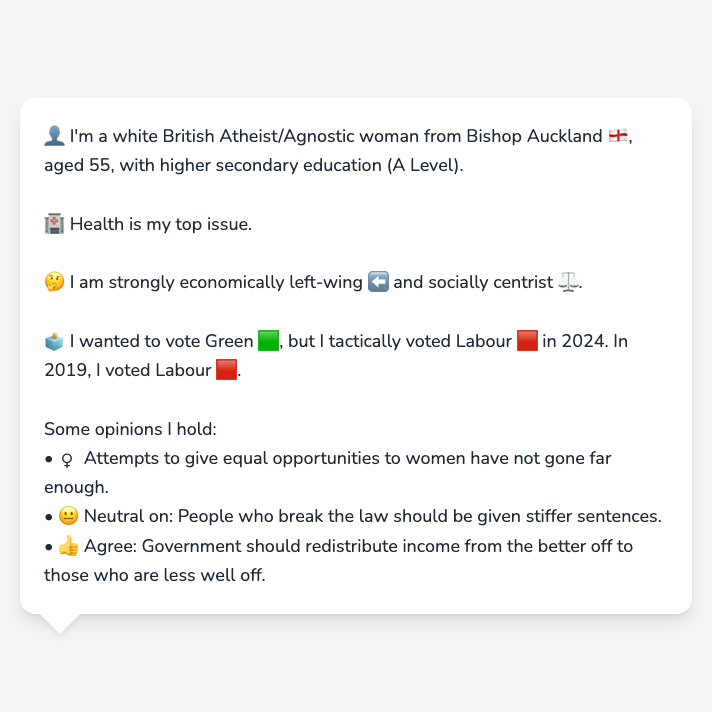 👤 I'm a white British Atheist/Agnostic woman from Bishop Auckland 🏴󠁧󠁢󠁥󠁮󠁧󠁿,
aged 55, with higher secondary education (A Level).
🏥 Health is my top issue.
🤔 I am strongly economically left-wing ⬅️ and socially centrist ⚖️.
🗳️ I wanted to vote Green 🟩, but I tactically voted Labour 🟥 in 2024. In
2019, I voted Labour 🟥.
Some opinions I hold:
• ♀️ Attempts to give equal opportunities to women have not gone far
enough.
• 😐 Neutral on: People who break the law should be given stiffer sentences.
• 👍 Agree: Government should redistribute income from the better off to
those who are less well off.